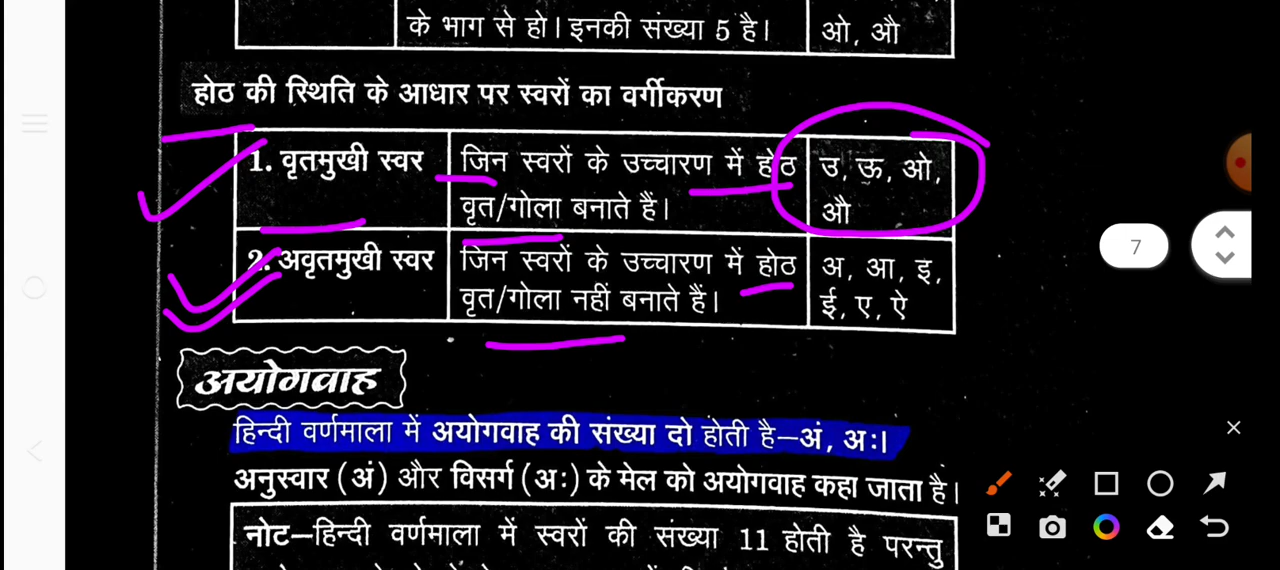 के भाग से हो। इनकी संख्या 5 है।
ओ, औ
होठ की स्थिति के आधार पर स्वरों का वर्गीकरण
1. वृतमुखी स्वर
जिन स्वरों के उच्चारण में होठ
वृत/गोला बनाते हैं।
उ, ऊ, ओ,
औ
2. अवृतमुखी स्वर
जिन स्वरों के उच्चारण में होठ
वृत/गोला नहीं बनाते हैं।
अ, आ, इ,
ई, ए, ऐ
7
अयोगवाह
हिन्दी वर्णमाला में अयोगवाह की संख्या दो होती है–अं, अः।
अनुस्वार (अं) और विसर्ग (अः) के मेल को अयोगवाह कहा जाता है।
नोट–हिन्दी वर्णमाला में स्वरों की संख्या 11 होती है परन्तु